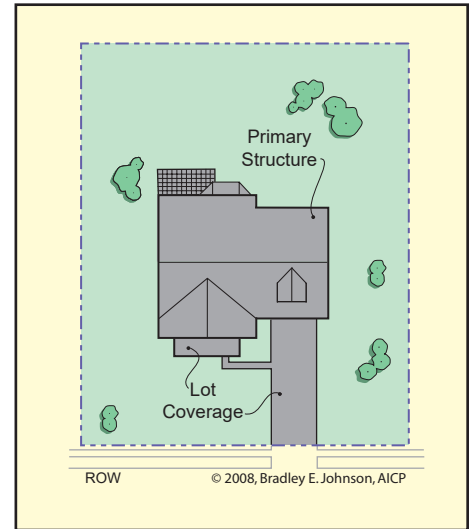 Primary
Structure
Lot
Coverage
ROW
© 2008, Bradley E. Johnson, AICP